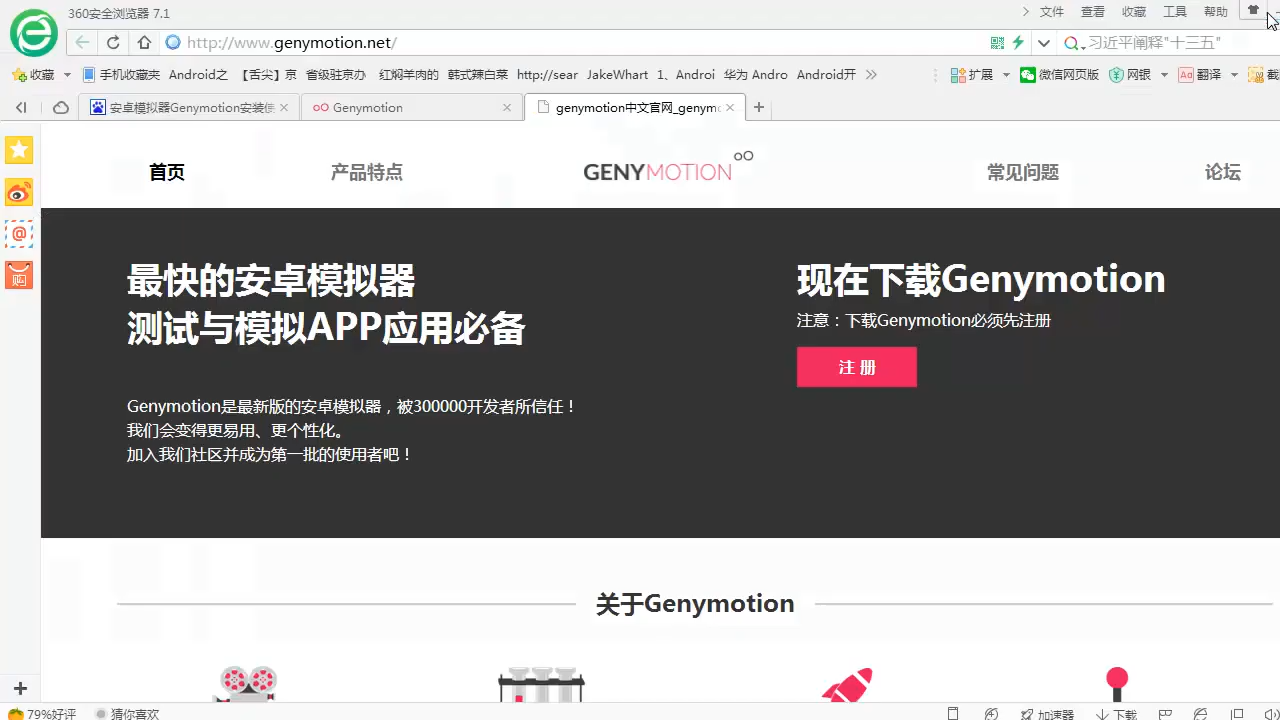 360安全浏览器 7.1
文件 查看 收藏 工具 帮助
http://www.genymotion.net/
习近平阐释"十三五"
收藏 手机收藏夹 Android之 【舌尖】京 省钱驻京办 红焖羊肉的 韩式辣白菜 http://sear JakeWhart 1、Androi 华为 Andro Android开 扩展 微信网页版 网银 Aa 翻译
安卓模拟器Genymotion安装使 Genymotion genymotion中文官网_genym
首页 产品特点 GENYMOTION 常见问题 论坛
@
购
最快的安卓模拟器
测试与模拟APP应用必备
Genymotion是最新版的安卓模拟器，被300000开发者所信任！
我们会变得更易用、更个性化。
加入我们社区并成为第一批的使用者吧！
现在下载Genymotion
注意：下载Genymotion必须先注册
注 册
关于Genymotion
79%好评 猜你喜欢 加速器 下载